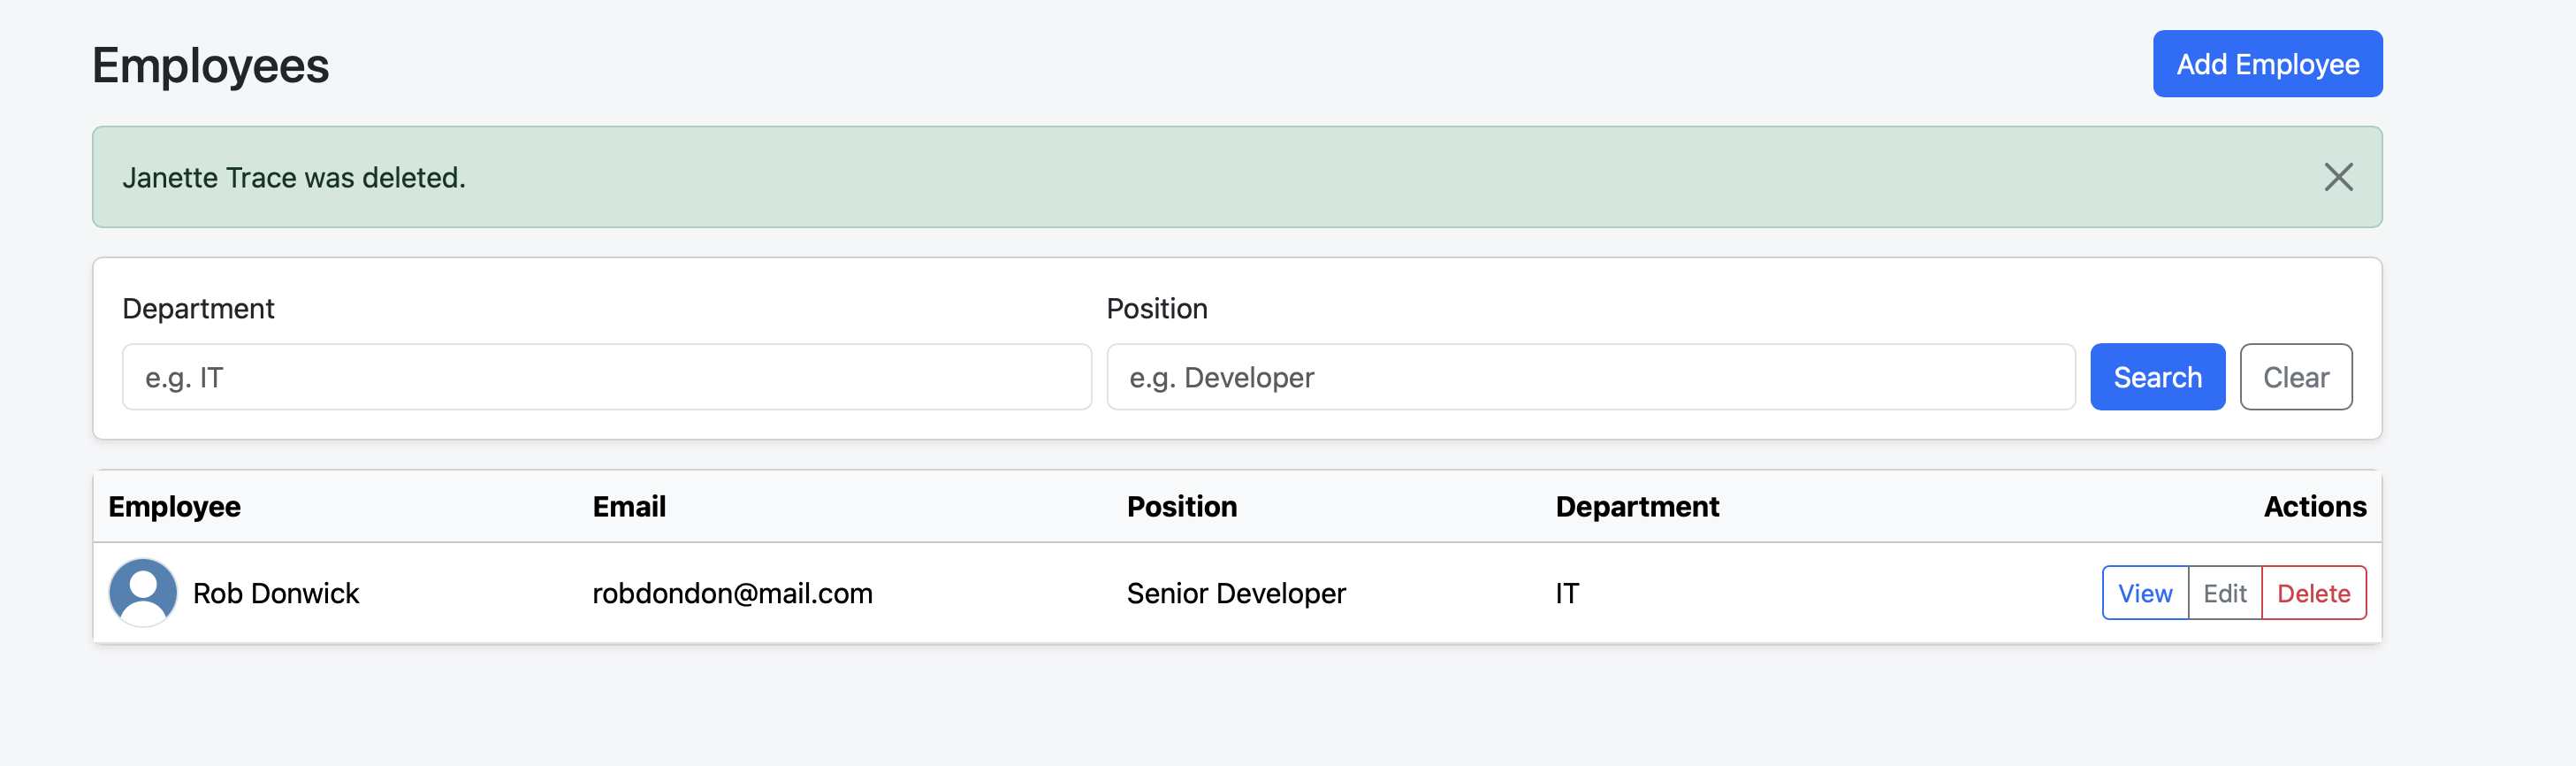 Employees
Add Employee
Janette Trace was deleted.
Department
Position
e.g. IT
e.g. Developer
Search
Clear
Employee Email Position Department Actions
Rob Donwick robdondon@mail.com Senior Developer IT View Edit Delete